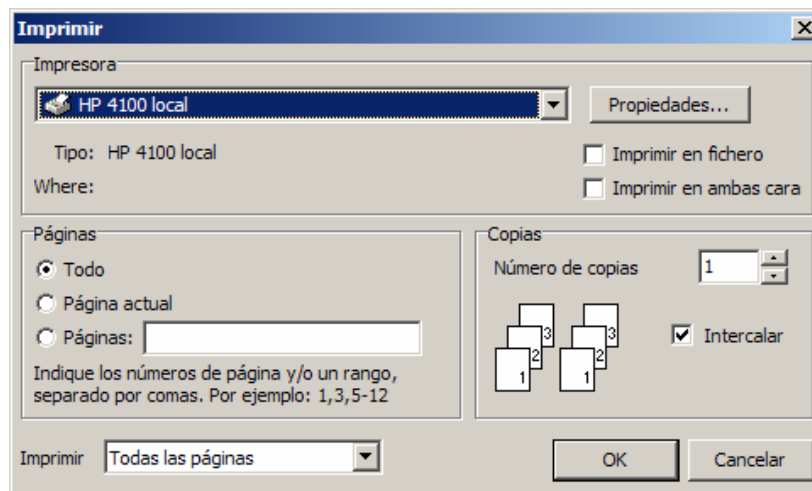 Imprimir
Impresora
HP 4100 local
Propiedades...
Tipo: HP 4100 local
Imprimir en fichero
Where:
Imprimir en ambas cara
Páginas
Todo
Página actual
Páginas:
Indique los números de página y/o un rango,
separado por comas. Por ejemplo: 1,3,5-12
Copias
Número de copias 1
3 3
2 2
1 1
Intercalar
Imprimir Todas las páginas
OK
Cancelar